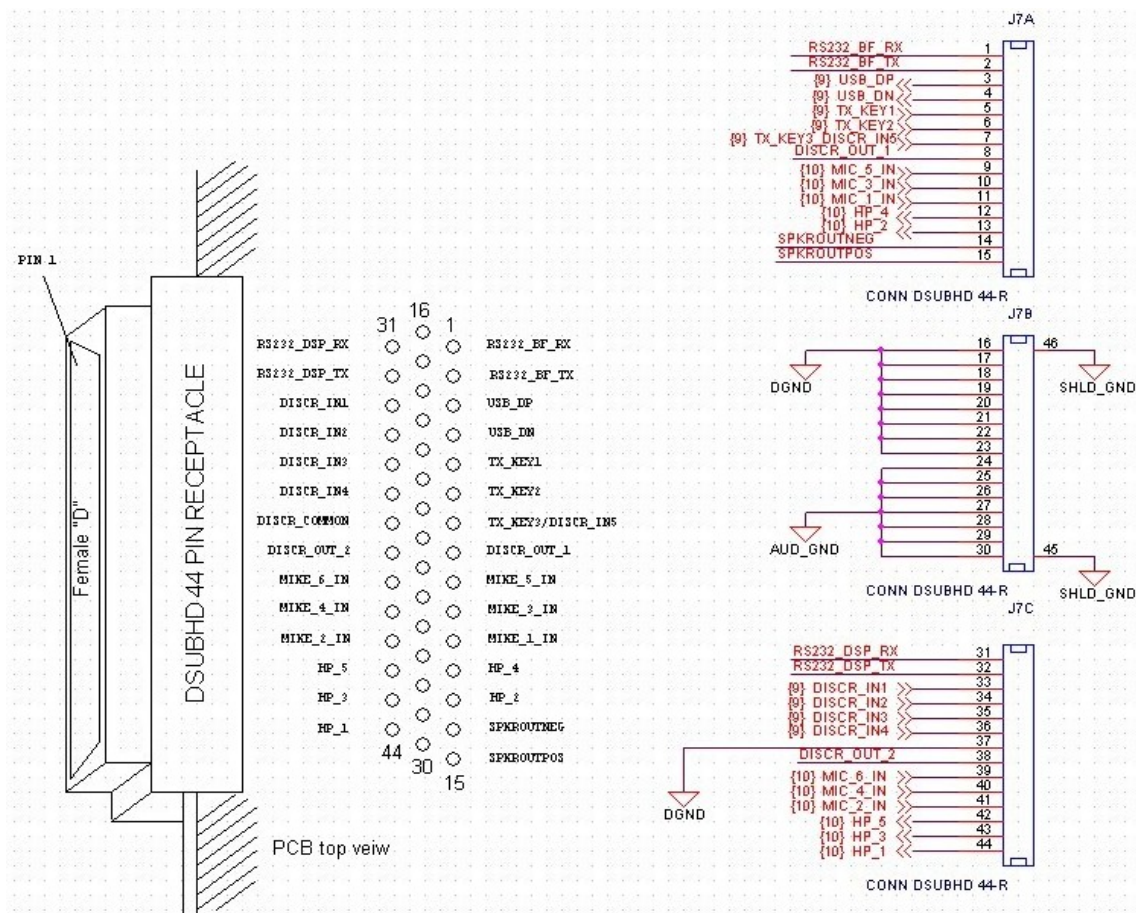 PIN 1
Female "D"
DSUBHD 44 PIN RECEPTACLE
PCB top veiw
31 16 1
RS232_DSP_RX RS232_BF_RX
RS232_DSP_TX RS232_BF_TX
DISCR_IN1 USB_DP
DISCR_IN2 USB_DN
DISCR_IN3 TX_KEY1
DISCR_IN4 TX_KEY2
DISCR_COMMON TX_KEY3/DISCR_IN5
DISCR_OUT_2 DISCR_OUT_1
MIKE_6_IN MIKE_5_IN
MIKE_4_IN MIKE_3_IN
MIKE_2_IN MIKE_1_IN
HP_5 HP_4
HP_3 HP_2
HP_1 SPKROUTNEG
SPKROUTPOS
44 30 15
J7A
RS232_BF_RX 1
RS232_BF_TX 2
{9} USB_DP 3
{9} USB_DN 4
{9} TX_KEY1 5
{9} TX_KEY2 6
{9} TX_KEY3_DISCR_IN5 7
DISCR_OUT_1 8
{10} MIC_5_IN 9
{10} MIC_3_IN 10
{10} MIC_1_IN 11
{10} HP_4 12
{10} HP_2 13
SPKROUTNEG 14
SPKROUTPOS 15
CONN DSUBHD 44-R
J7B
16 46
17
18
DGND SHLD_GND
19
20
21
22
23
24
25
26
27
28
29
AUD_GND
30 45
CONN DSUBHD 44-R
SHLD_GND
J7C
RS232_DSP_RX 31
RS232_DSP_TX 32
{9} DISCR_IN1 33
{9} DISCR_IN2 34
{9} DISCR_IN3 35
{9} DISCR_IN4 36
37
DISCR_OUT_2 38
{10} MIC_6_IN 39
{10} MIC_4_IN 40
{10} MIC_2_IN 41
{10} HP_5 42
{10} HP_3 43
{10} HP_1 44
DGND
CONN DSUBHD 44-R